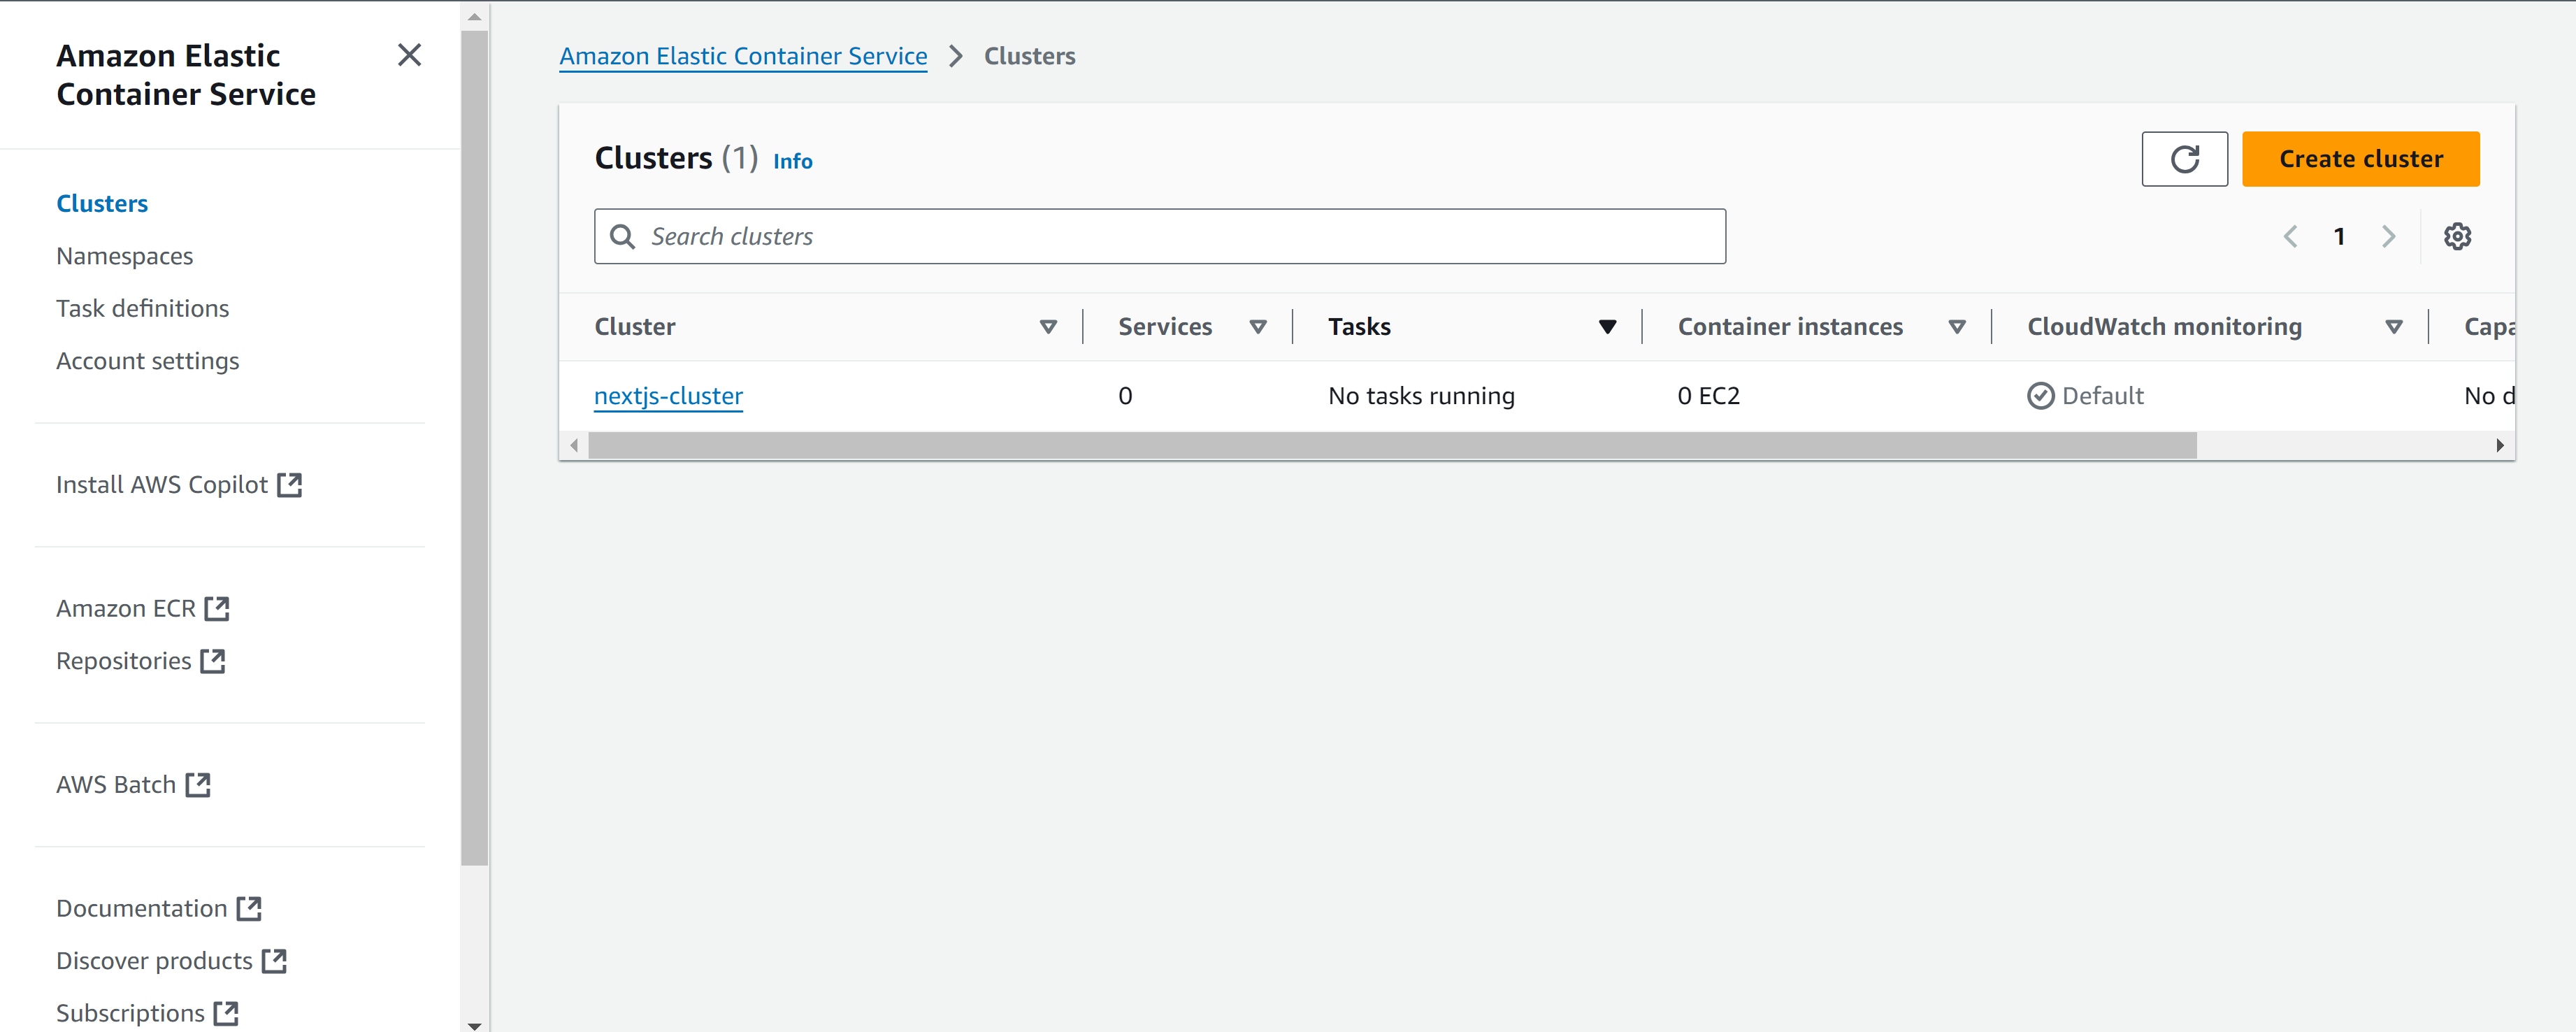 Amazon Elastic
Container Service
Clusters
Namespaces
Task definitions
Account settings
Install AWS Copilot
Amazon ECR
Repositories
AWS Batch
Documentation
Discover products
Subscriptions
Amazon Elastic Container Service > Clusters
Clusters (1) Info
Create cluster
Search clusters
1
Cluster Services Tasks Container instances CloudWatch monitoring Capa
nextjs-cluster 0 No tasks running 0 EC2 Default No d